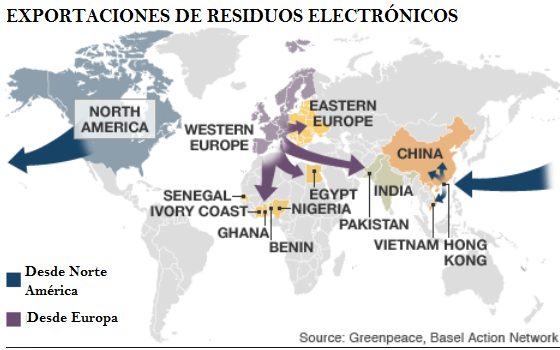 EXPORTACIONES DE RESIDUOS ELECTRÓNICOS
NORTH
AMERICA
EASTERN
EUROPE
WESTERN
EUROPE
CHINA
SENEGAL
EGYPT
INDIA
IVORY COAST
NIGERIA
GHANA
PAKISTAN
BENIN
VIETNAM
HONG
KONG
Desde Norte
América
Desde Europa
Source: Greenpeace, Basel Action Network